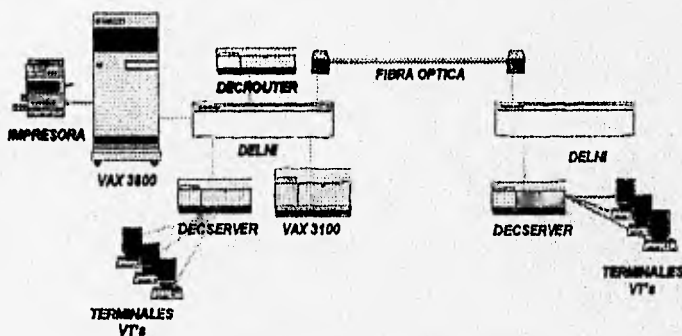 DECROUTER
FIBRA OPTICA
IMPRESORA
DELNI
DELNI
VAX 3800
DECSERVER
VAX 3100
DECSERVER
TERMINALES
VT's
TERMINALES
VT's